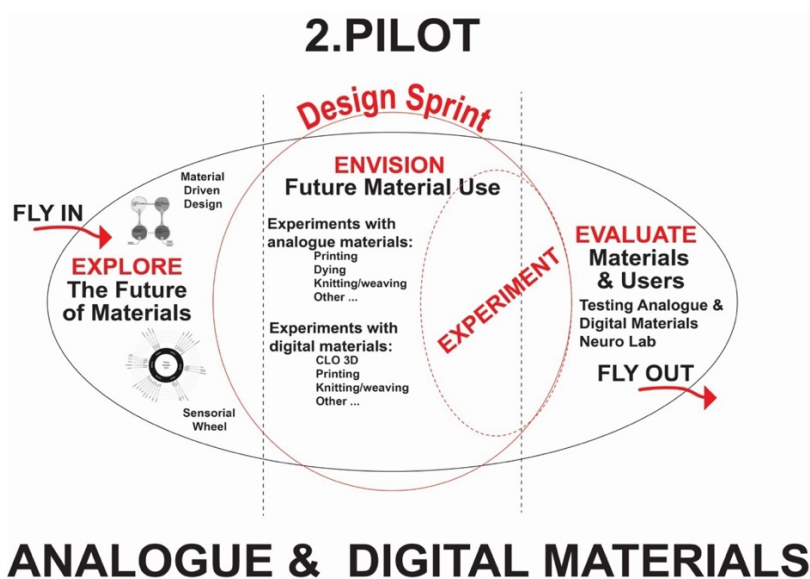 2.PILOT
Design Sprint
FLY IN
Material
Driven
Design
EXPLORE
The Future
of Materials
Sensorial
Wheel
ENVISION
Future Material Use
Experiments with
analogue materials:
Printing
Dying
Knitting/weaving
Other ...
Experiments with
digital materials:
CLO 3D
Printing
Knitting/weaving
Other ...
EXPERIMENT
EVALUATE
Materials
& Users
Testing Analogue &
Digital Materials
Neuro Lab
FLY OUT
ANALOGUE & DIGITAL MATERIALS